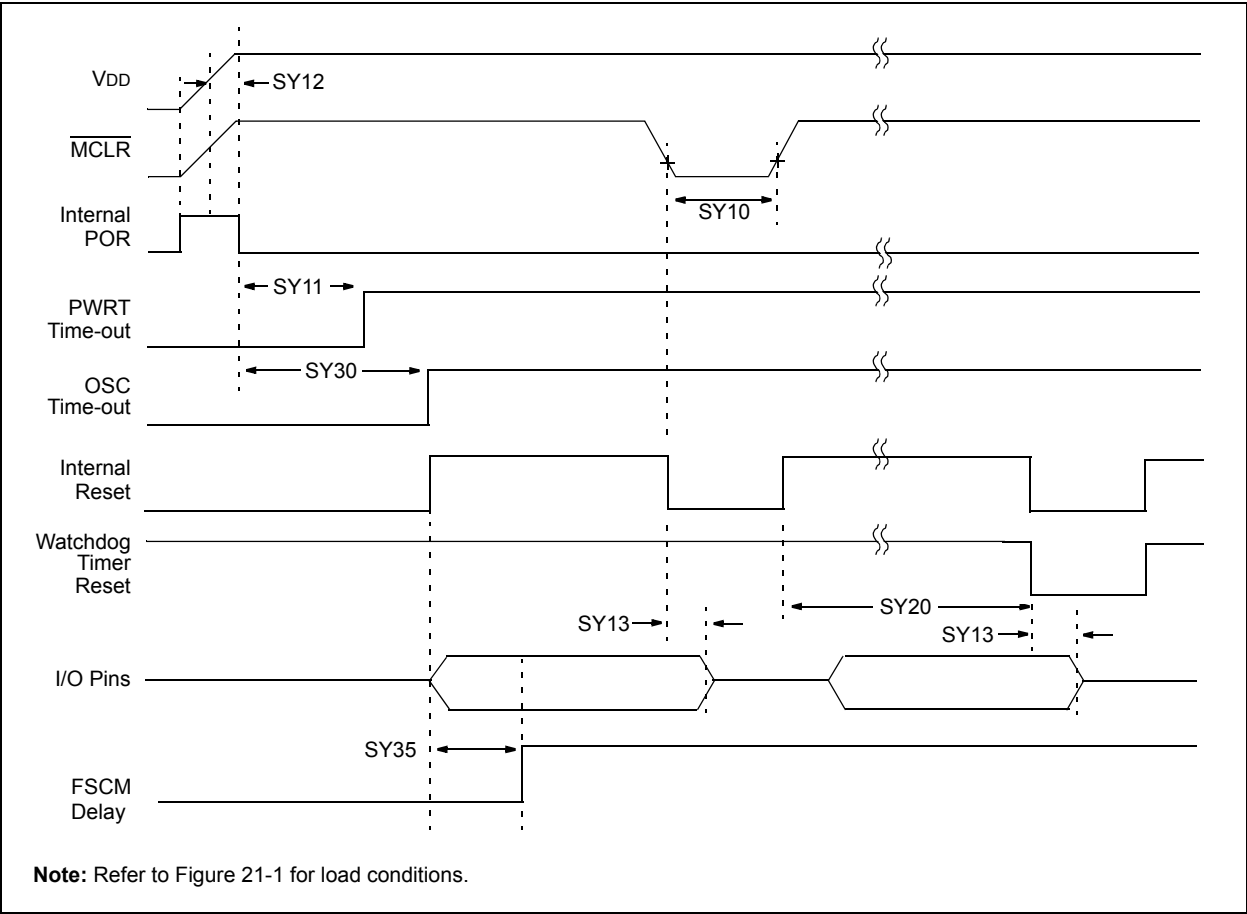 VDD
SY12
MCLR
SY10
Internal
POR
SY11
PWRT
Time-out
SY30
OSC
Time-out
Internal
Reset
Watchdog
Timer
Reset
SY20
SY13
SY13
I/O Pins
SY35
FSCM
Delay
Note: Refer to Figure 21-1 for load conditions.